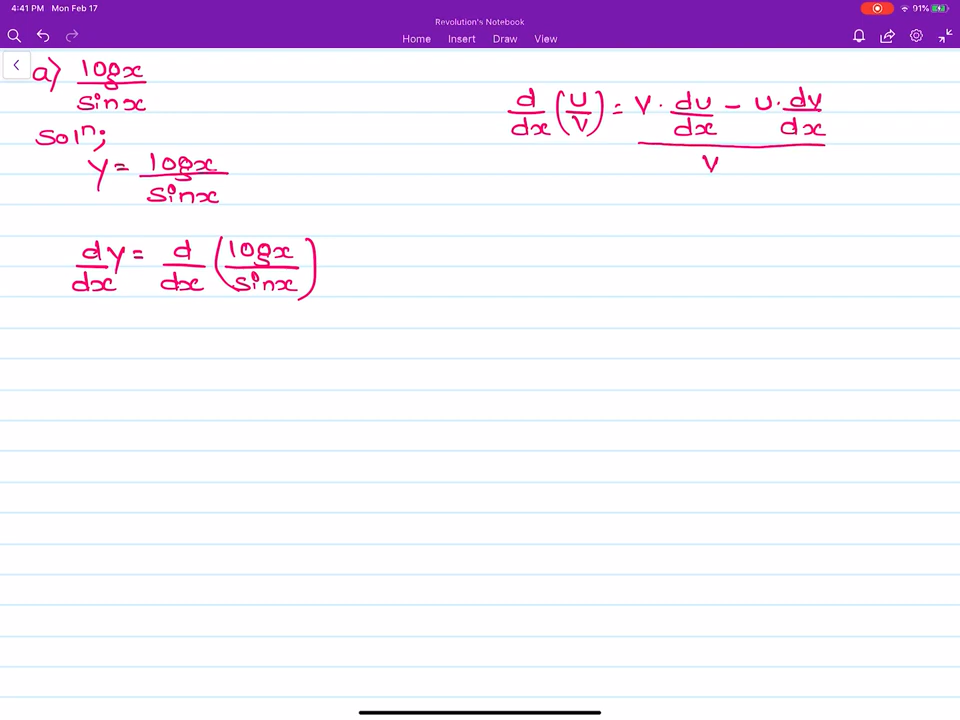 4:41 PM Mon Feb 17
91%
Revolution's Notebook
Home Insert Draw View
a) logx/sinx
Solⁿ;
y = logx/sinx
d/dx y = d/dx (logx/sinx)
d/dx (u/v) = v · du/dx - u · dv/dx
v